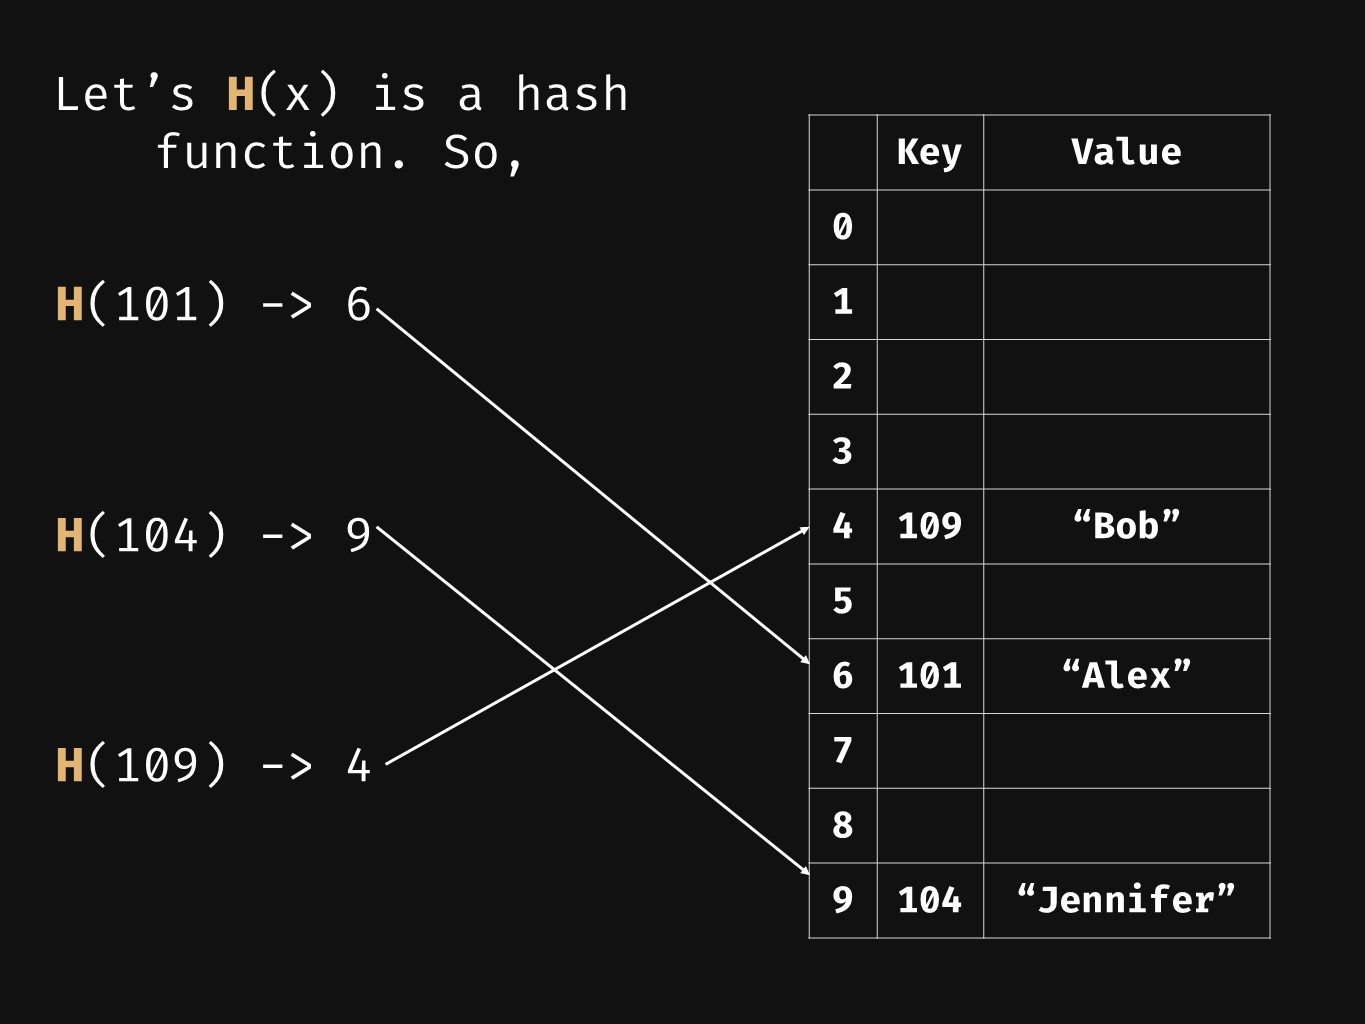 Let’s H(x) is a hash
function. So,
H(101) -> 6
H(104) -> 9
H(109) -> 4
Key Value
0
1
2
3
4 109 “Bob”
5
6 101 “Alex”
7
8
9 104 “Jennifer”